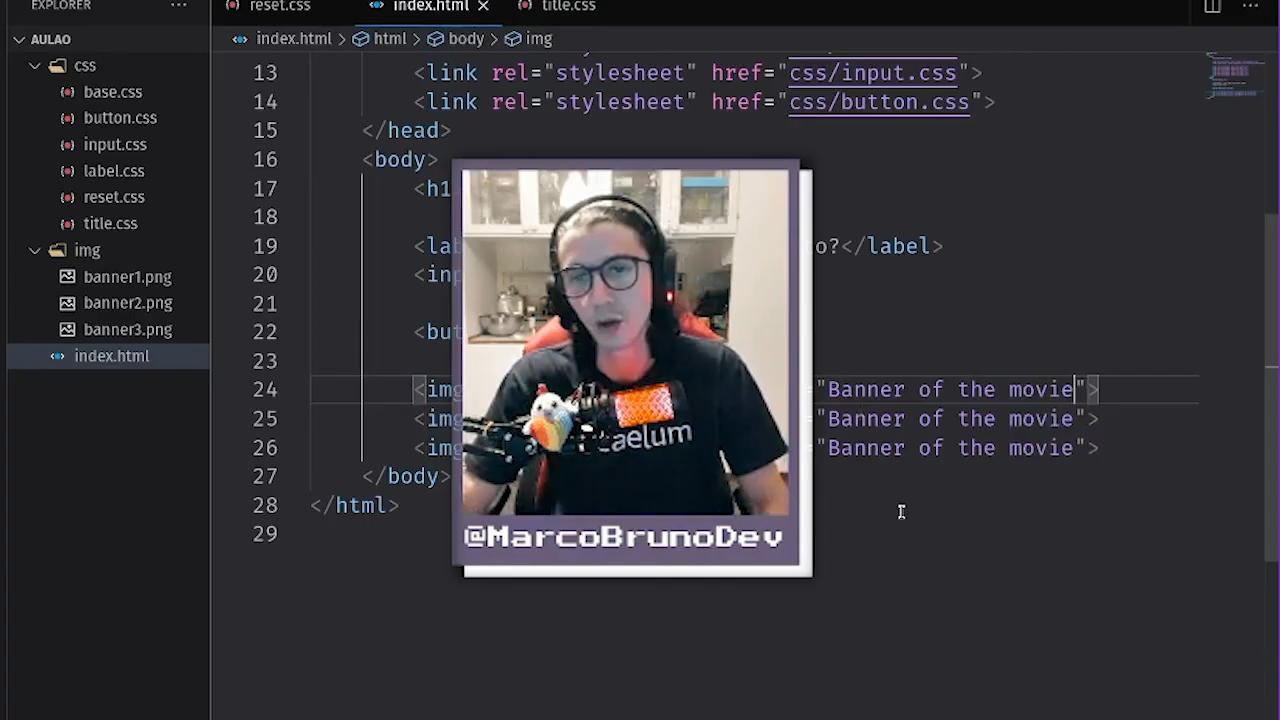 EXPLORER
AULAO
css
base.css
button.css
input.css
label.css
reset.css
title.css
img
banner1.png
banner2.png
banner3.png
index.html
reset.css
index.html
title.css
index.html > html > body > img
13 <link rel="stylesheet" href="css/input.css">
14 <link rel="stylesheet" href="css/button.css">
15 </head>
16 <body>
17 <h1
18
19 <la o?</label>
20 <inp
21
22 <but
23
24 <img ="Banner of the movie">
25 <img ="Banner of the movie">
26 <img ="Banner of the movie">
27 </body>
28 </html>
29
aelum
@MarcoBrunoDev